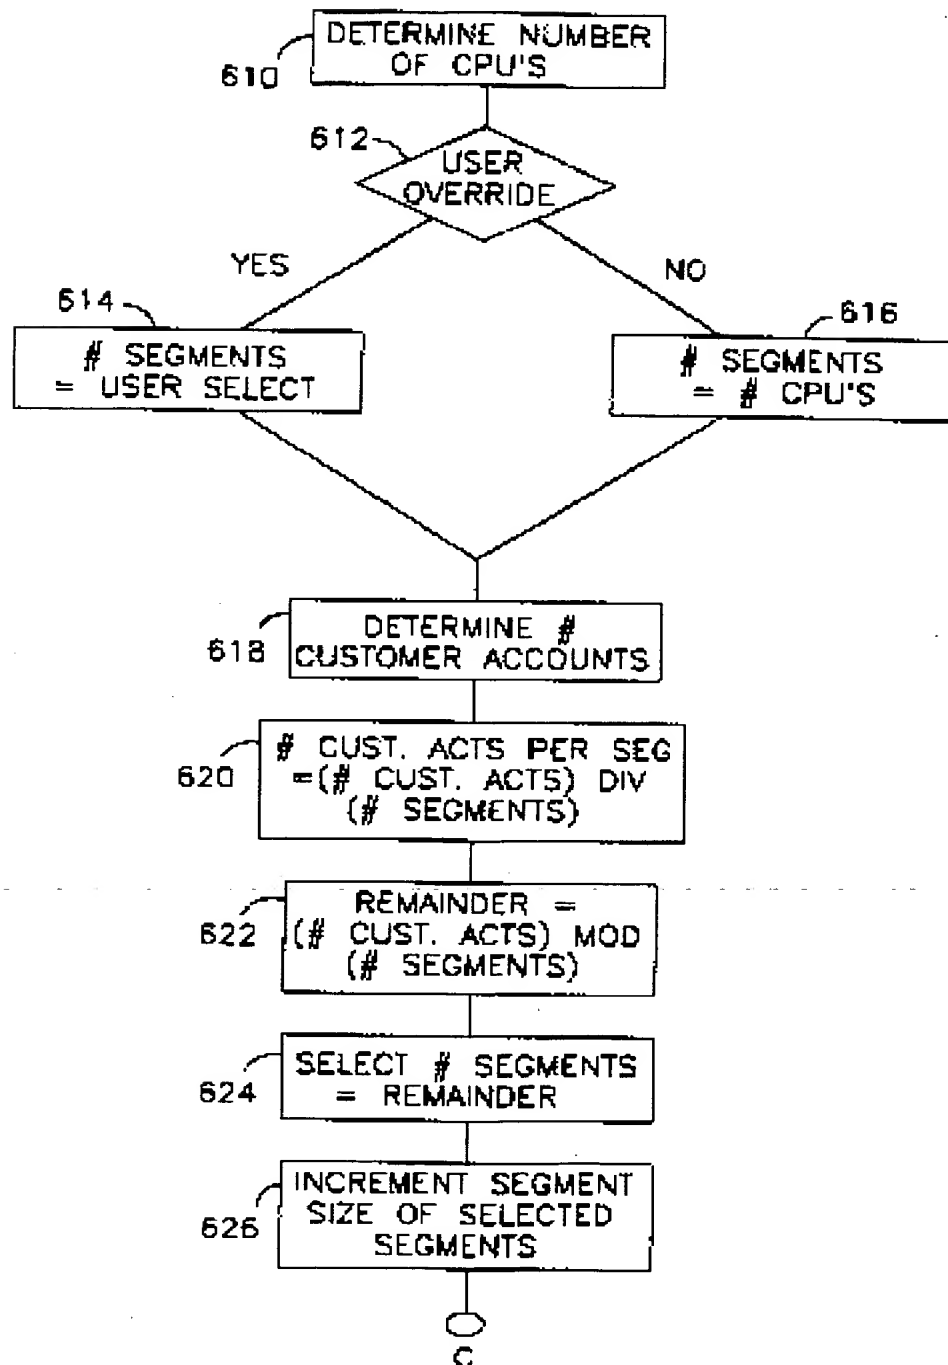 DETERMINE NUMBER
OF CPU'S
610
612
USER
OVERRIDE
YES
NO
614
616
# SEGMENTS
= USER SELECT
# SEGMENTS
= # CPU'S
618
DETERMINE #
CUSTOMER ACCOUNTS
620
# CUST. ACTS PER SEG
=(# CUST. ACTS) DIV
(# SEGMENTS)
622
REMAINDER =
(# CUST. ACTS) MOD
(# SEGMENTS)
624
SELECT # SEGMENTS
= REMAINDER
626
INCREMENT SEGMENT
SIZE OF SELECTED
SEGMENTS
C